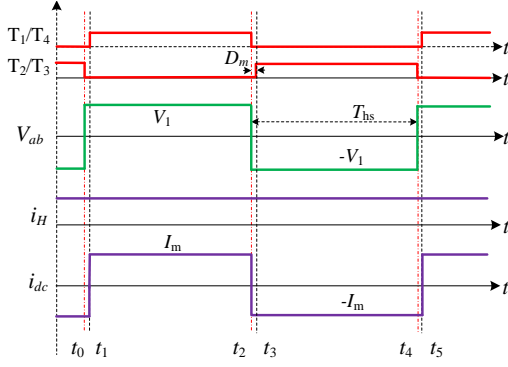 T1/T4
t
T2/T3
Dm
t
Vab
V1
Ths
-V1
t
iH
t
Im
idc
-Im
t
t0 t1 t2 t3 t4 t5